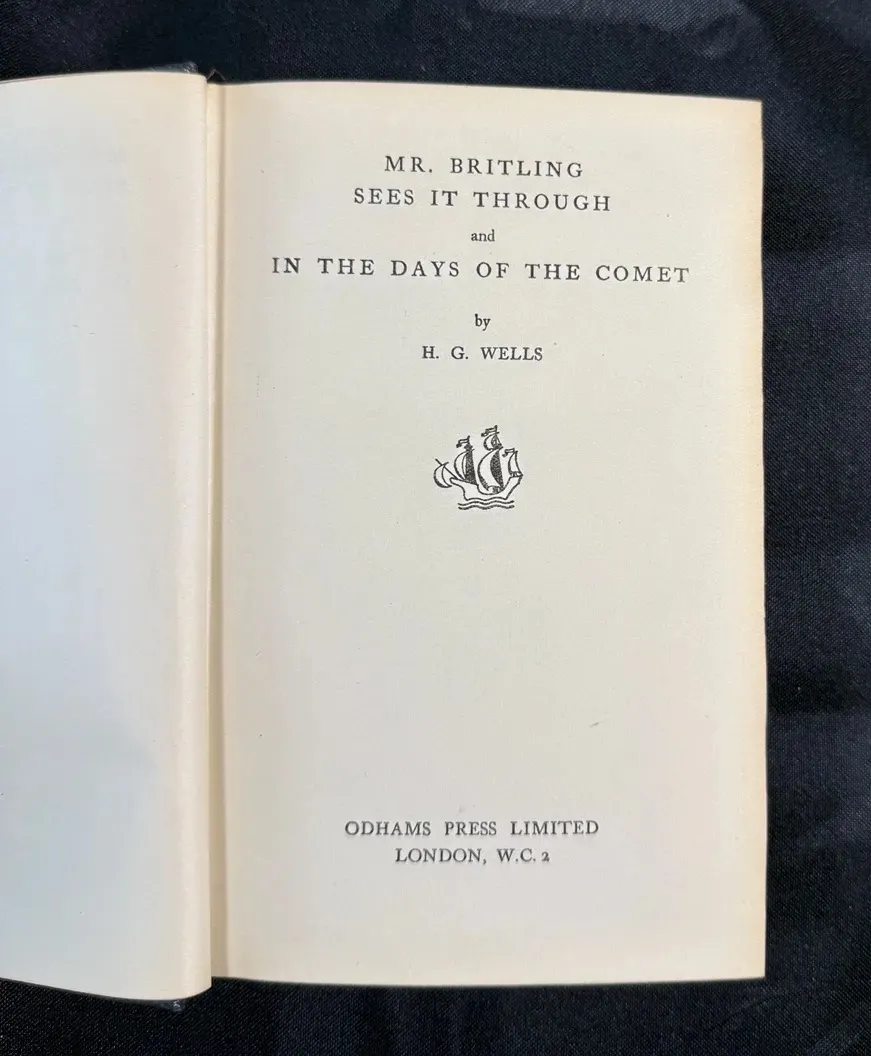 MR. BRITLING
SEES IT THROUGH
and
IN THE DAYS OF THE COMET
by
H. G. WELLS
ODHAMS PRESS LIMITED
LONDON, W.C. 2